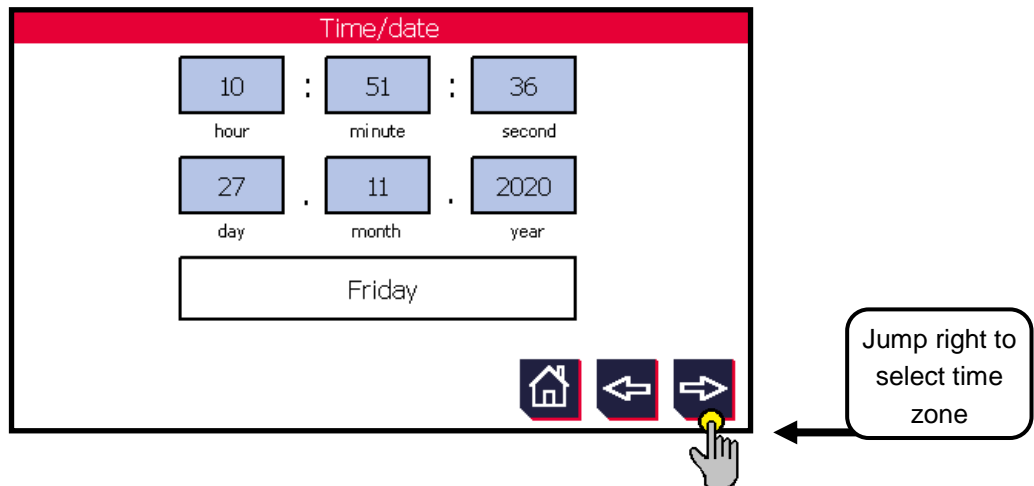 Time/date
10 : 51 : 36
hour minute second
27 . 11 . 2020
day month year
Friday
Jump right to
select time
zone